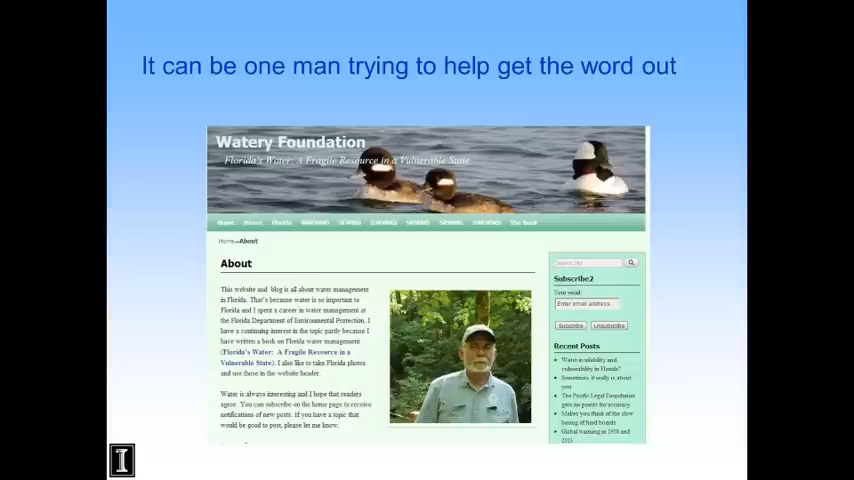 It can be one man trying to help get the word out
Watery Foundation
Florida's Water: A Fragile Resource in a Vulnerable State
Home About Florida The Book
Home→About
About
This website and blog is all about water management
in Florida. That's because water is so important to
Florida and I spent a career in water management at
the Florida Department of Environmental Protection. I
have a continuing interest in the topic partly because I
have written a book on Florida water management
(Florida's Water: A Fragile Resource in a
Vulnerable State). I also like to take Florida photos
and use those in the website header.
Water is always interesting and I hope that readers
agree. You can subscribe on the home page to receive
notifications of new posts. If you have a topic that
would be good to post, please let me know.
Search Site
Subscribe2
Your email:
Enter email address...
Subscribe Unsubscribe
Recent Posts
Water availability and
vulnerability in Florida?
Sometimes, it really is about
you
The Pacific Legal Foundation
gets no points for accuracy
Makes you think of the slow
boring of hard boards
Global warming in 1958 and
2013
I